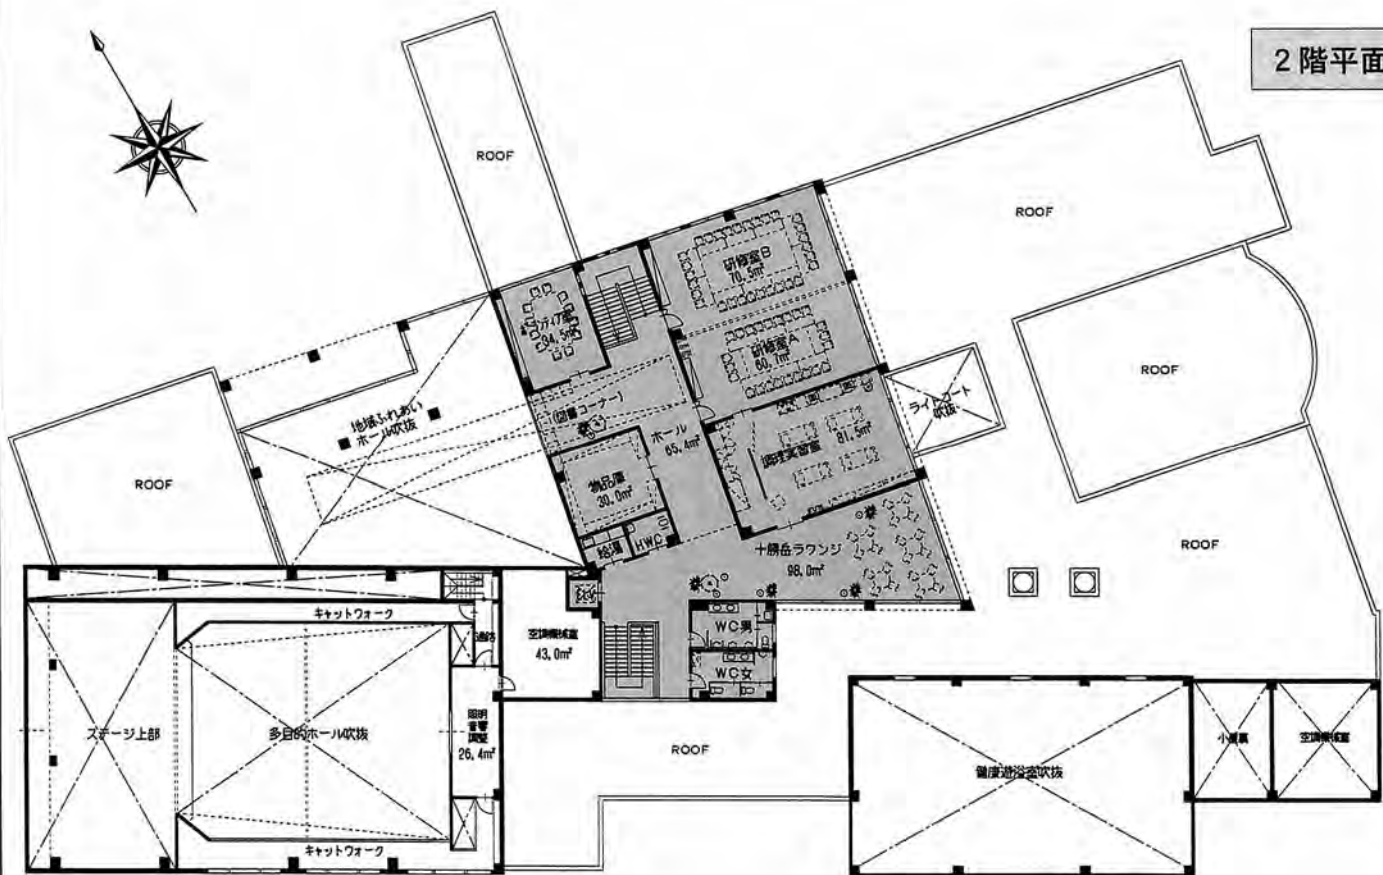 2階平面
ROOF
ROOF
研修室B
70.5㎡
34.5㎡
研修室A
60.7㎡
ROOF
ライトコート
吹抜
地域ふれあい
ホール吹抜
(図書コーナー)
ホール
65.4㎡
調理実習室
81.5㎡
ROOF
物品庫
30.0㎡
給湯
HWC
十勝岳ラウンジ
98.0㎡
ROOF
キャットウォーク
空調機械室
43.0㎡
WC男
WC女
ステージ上部
多目的ホール吹抜
照明
音響
調整
26.4㎡
ROOF
健康遊浴室吹抜
小屋裏
空調機械室
キャットウォーク